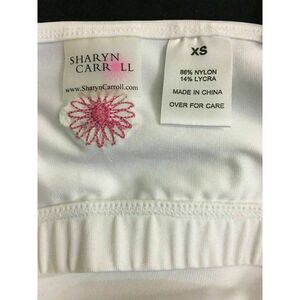 SHARYN
CARROLL
www.SharynCarroll.com
XS
86% NYLON
14% LYCRA
MADE IN CHINA
OVER FOR CARE